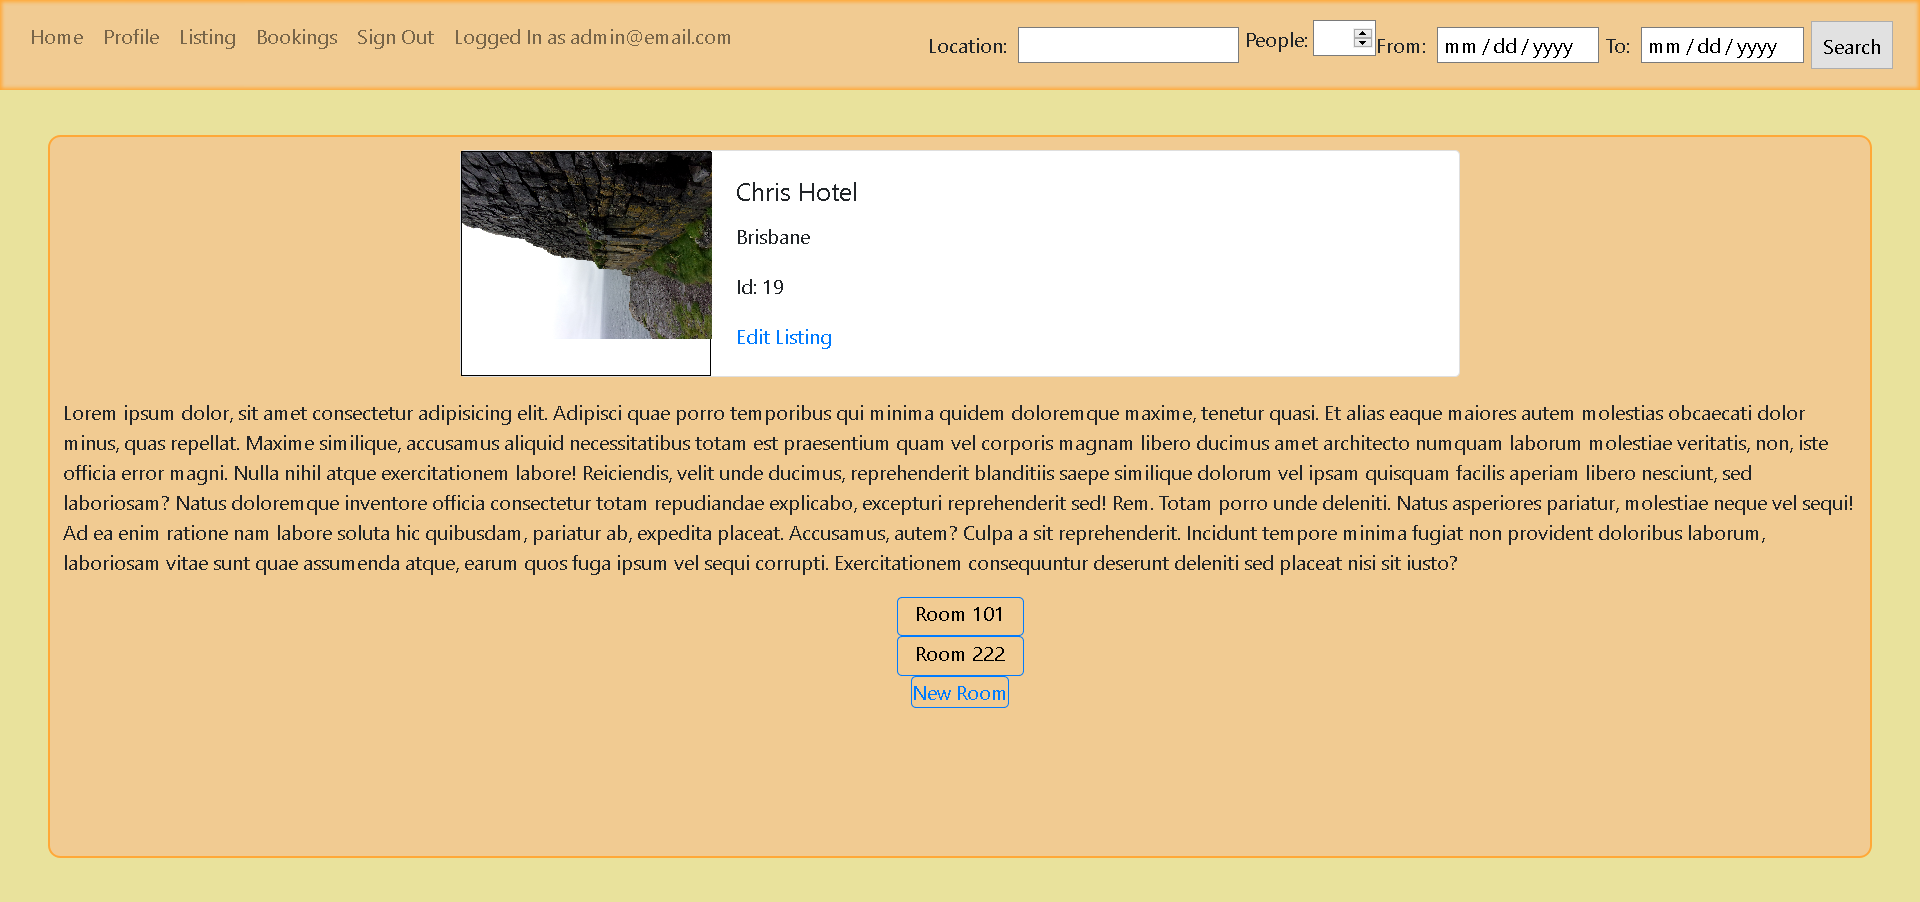 Home Profile Listing Bookings Sign Out Logged In as admin@email.com Location: People: From: mm/dd/yyyy To: mm/dd/yyyy Search
Chris Hotel
Brisbane
Id: 19
Edit Listing
Lorem ipsum dolor, sit amet consectetur adipisicing elit. Adipisci quae porro temporibus qui minima quidem doloremque maxime, tenetur quasi. Et alias eaque maiores autem molestias obcaecati dolor
minus, quas repellat. Maxime similique, accusamus aliquid necessitatibus totam est praesentium quam vel corporis magnam libero ducimus amet architecto numquam laborum molestiae veritatis, non, iste
officia error magni. Nulla nihil atque exercitationem labore! Reiciendis, velit unde ducimus, reprehenderit blanditiis saepe similique dolorum vel ipsam quisquam facilis aperiam libero nesciunt, sed
laboriosam? Natus doloremque inventore officia consectetur totam repudiandae explicabo, excepturi reprehenderit sed! Rem. Totam porro unde deleniti. Natus asperiores pariatur, molestiae neque vel sequi!
Ad ea enim ratione nam labore soluta hic quibusdam, pariatur ab, expedita placeat. Accusamus, autem? Culpa a sit reprehenderit. Incidunt tempore minima fugiat non provident doloribus laborum,
laboriosam vitae sunt quae assumenda atque, earum quos fuga ipsum vel sequi corrupti. Exercitationem consequuntur deserunt deleniti sed placeat nisi sit iusto?
Room 101
Room 222
New Room